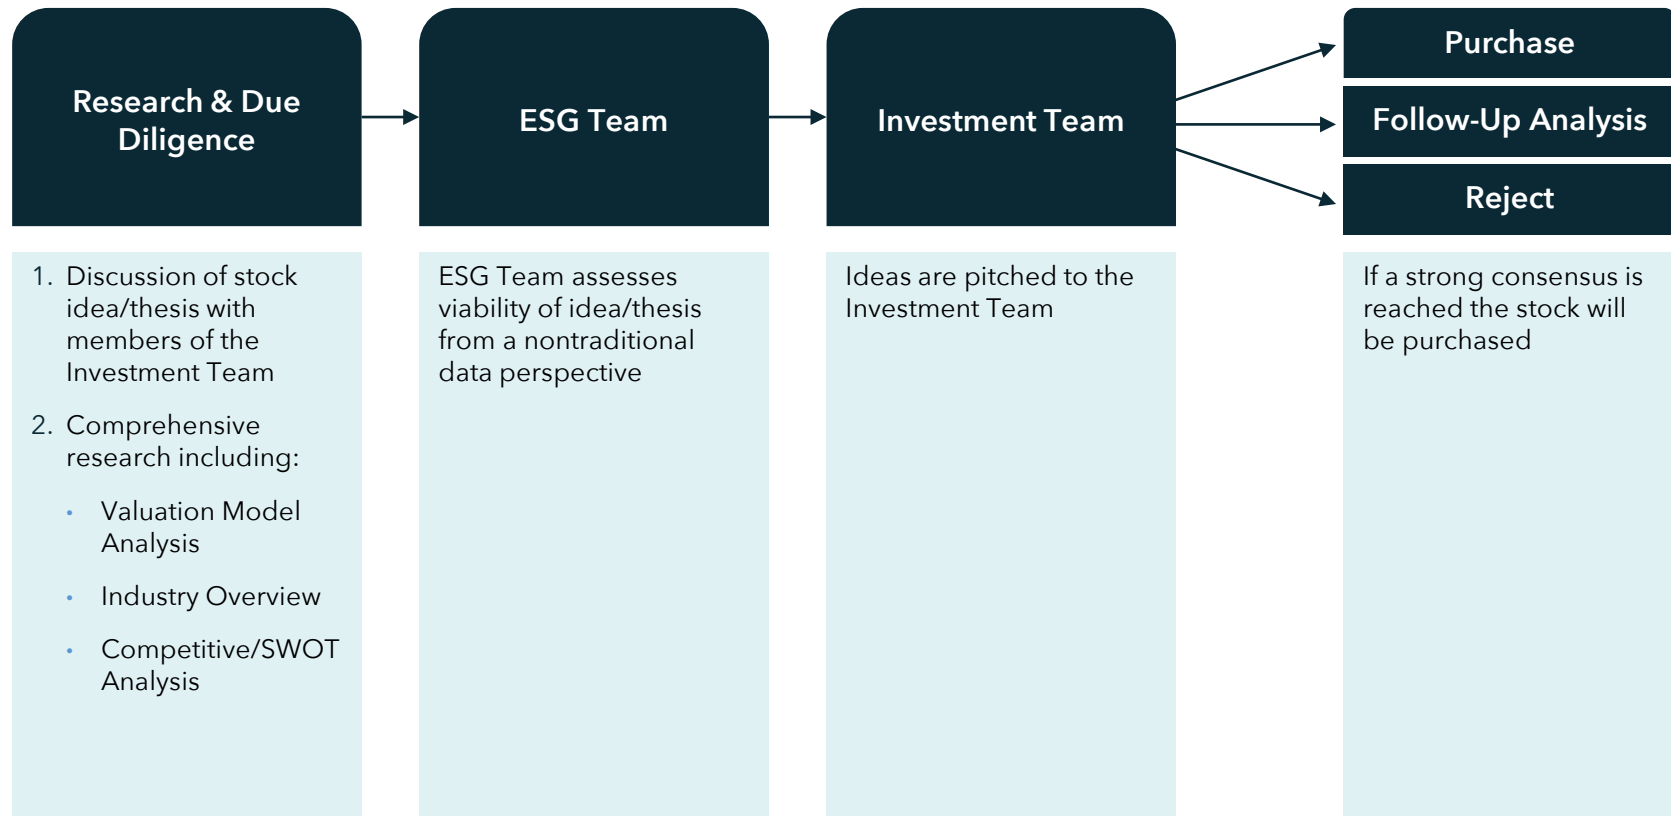 Research & Due
Diligence
ESG Team
Investment Team
Purchase
Follow-Up Analysis
Reject
1. Discussion of stock
idea/thesis with
members of the
Investment Team
2. Comprehensive
research including:
• Valuation Model
Analysis
• Industry Overview
• Competitive/SWOT
Analysis
ESG Team assesses
viability of idea/thesis
from a nontraditional
data perspective
Ideas are pitched to the
Investment Team
If a strong consensus is
reached the stock will
be purchased